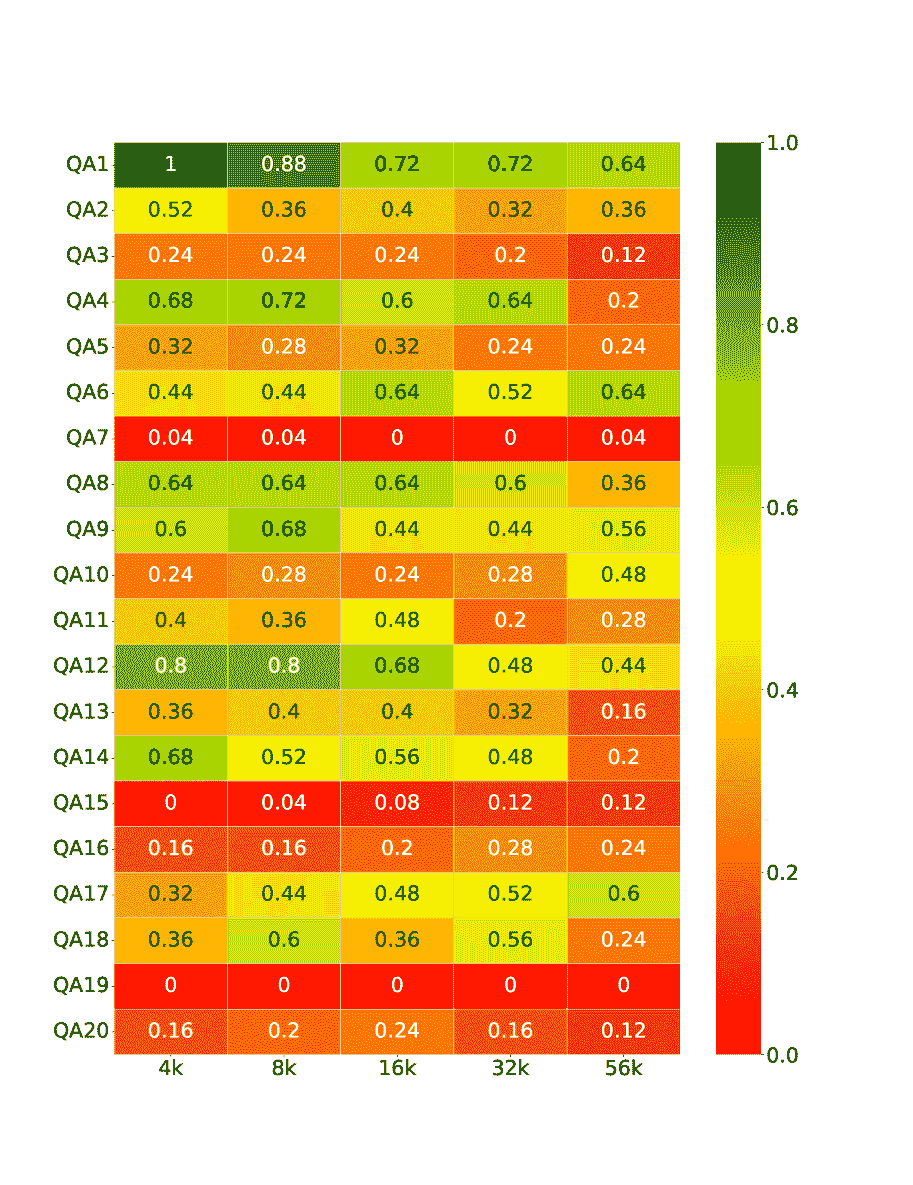 1.0
QA1 1 0.88 0.72 0.72 0.64
QA2 0.52 0.36 0.4 0.32 0.36
QA3 0.24 0.24 0.24 0.2 0.12
QA4 0.68 0.72 0.6 0.64 0.2
0.8
QA5 0.32 0.28 0.32 0.24 0.24
QA6 0.44 0.44 0.64 0.52 0.64
QA7 0.04 0.04 0 0 0.04
QA8 0.64 0.64 0.64 0.6 0.36
0.6
QA9 0.6 0.68 0.44 0.44 0.56
QA10 0.24 0.28 0.24 0.28 0.48
QA11 0.4 0.36 0.48 0.2 0.28
QA12 0.8 0.8 0.68 0.48 0.44
0.4
QA13 0.36 0.4 0.4 0.32 0.16
QA14 0.68 0.52 0.56 0.48 0.2
QA15 0 0.04 0.08 0.12 0.12
QA16 0.16 0.16 0.2 0.28 0.24
0.2
QA17 0.32 0.44 0.48 0.52 0.6
QA18 0.36 0.6 0.36 0.56 0.24
QA19 0 0 0 0 0
QA20 0.16 0.2 0.24 0.16 0.12
0.0
4k 8k 16k 32k 56k